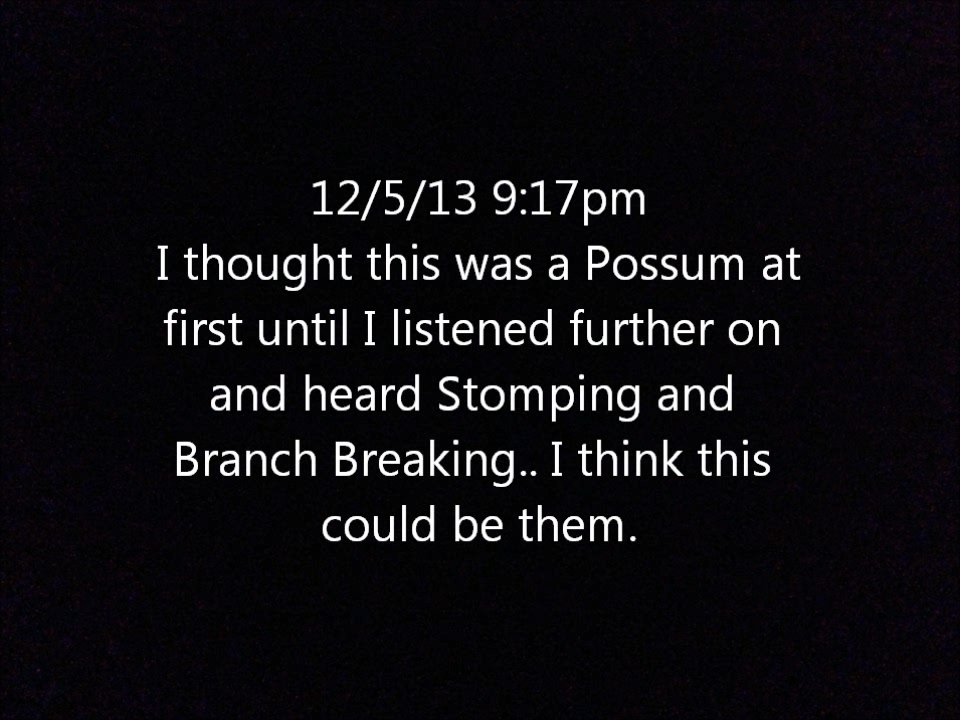 12/5/13 9:17pm
I thought this was a Possum at
first until I listened further on
and heard Stomping and
Branch Breaking.. I think this
could be them.